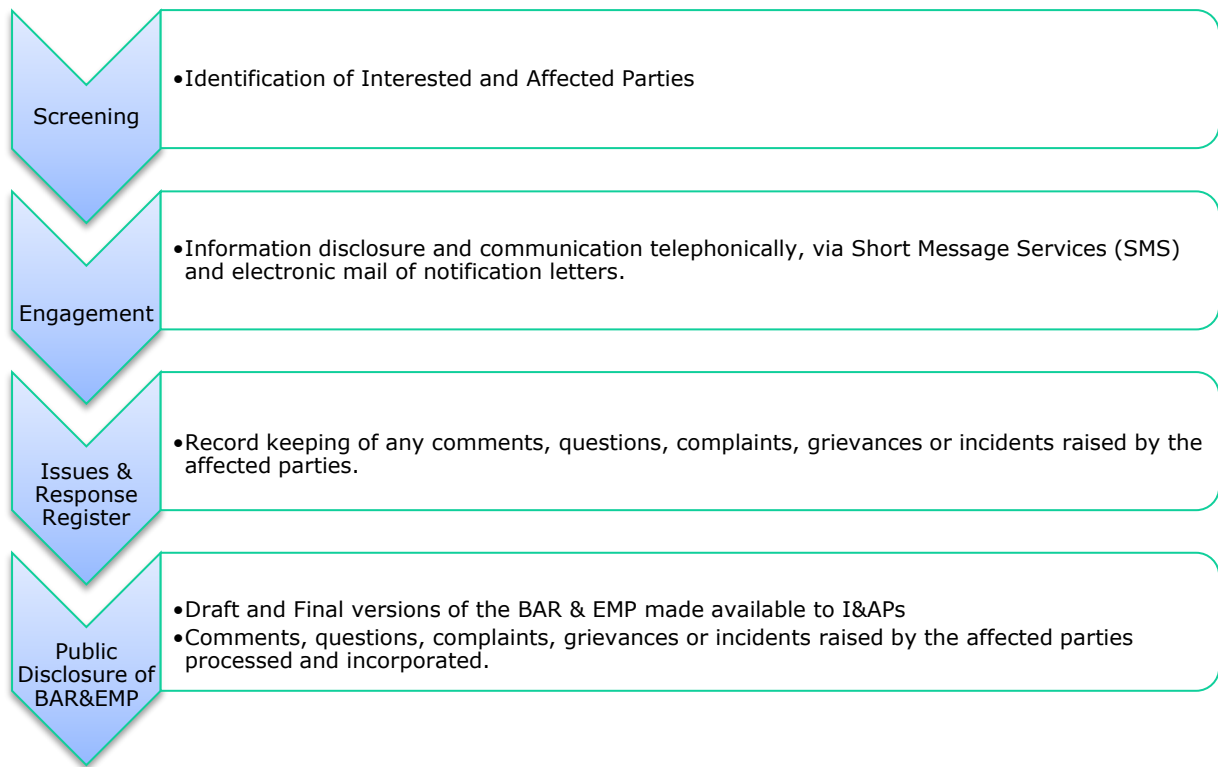 Screening
•Identification of Interested and Affected Parties
Engagement
•Information disclosure and communication telephonically, via Short Message Services (SMS)
and electronic mail of notification letters.
Issues &
Response
Register
•Record keeping of any comments, questions, complaints, grievances or incidents raised by the
affected parties.
Public
Disclosure of
BAR&EMP
•Draft and Final versions of the BAR & EMP made available to I&APs
•Comments, questions, complaints, grievances or incidents raised by the affected parties
processed and incorporated.